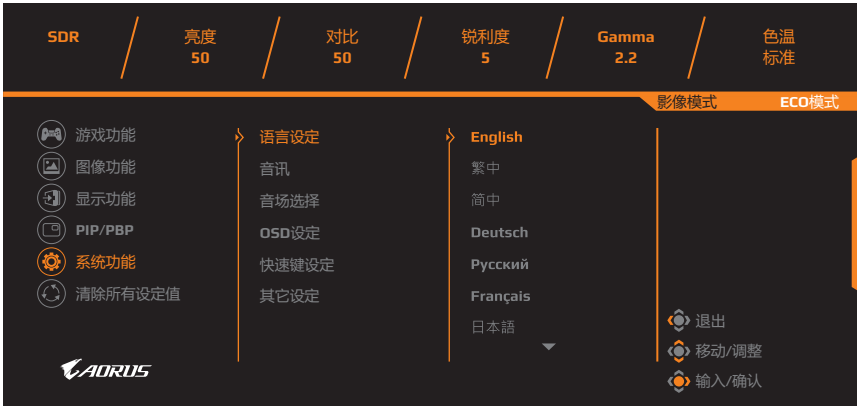 SDR
亮度
50
对比
50
锐利度
5
Gamma
2.2
色温
标准
影像模式
ECO模式
游戏功能
图像功能
显示功能
PIP/PBP
系统功能
清除所有设定值
语言设定
音讯
音场选择
OSD设定
快速键设定
其它设定
English
繁中
简中
Deutsch
Русский
Français
日本語
退出
移动/调整
输入/确认
AORUS